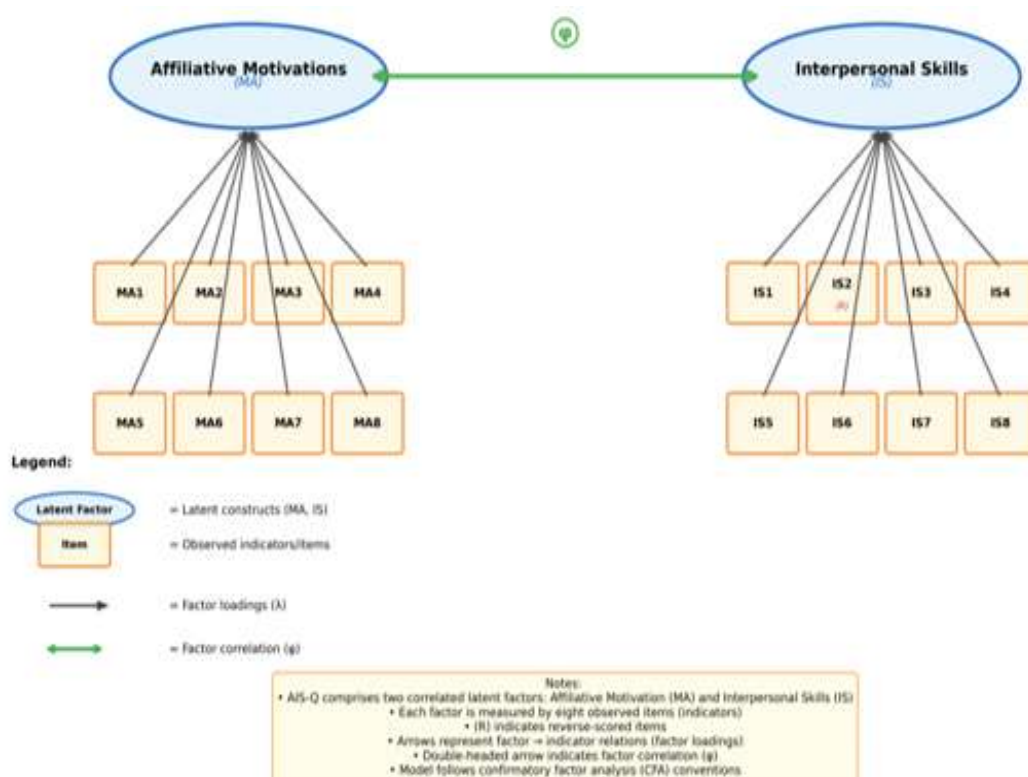 φ
Affiliative Motivations
(MA)
Interpersonal Skills
(IS)
MA1
MA2
MA3
MA4
IS1
IS2
(R)
IS3
IS4
MA5
MA6
MA7
MA8
IS5
IS6
IS7
IS8
Legend:
Latent Factor
= Latent constructs (MA, IS)
Item
= Observed indicators/items
= Factor loadings (λ)
= Factor correlation (φ)
Notes:
• AIS-Q comprises two correlated latent factors: Affiliative Motivation (MA) and Interpersonal Skills (IS)
• Each factor is measured by eight observed items (indicators)
• (R) indicates reverse-scored items
• Arrows represent factor → indicator relations (factor loadings)
• Double-headed arrow indicates factor correlation (φ)
• Model follows confirmatory factor analysis (CFA) conventions